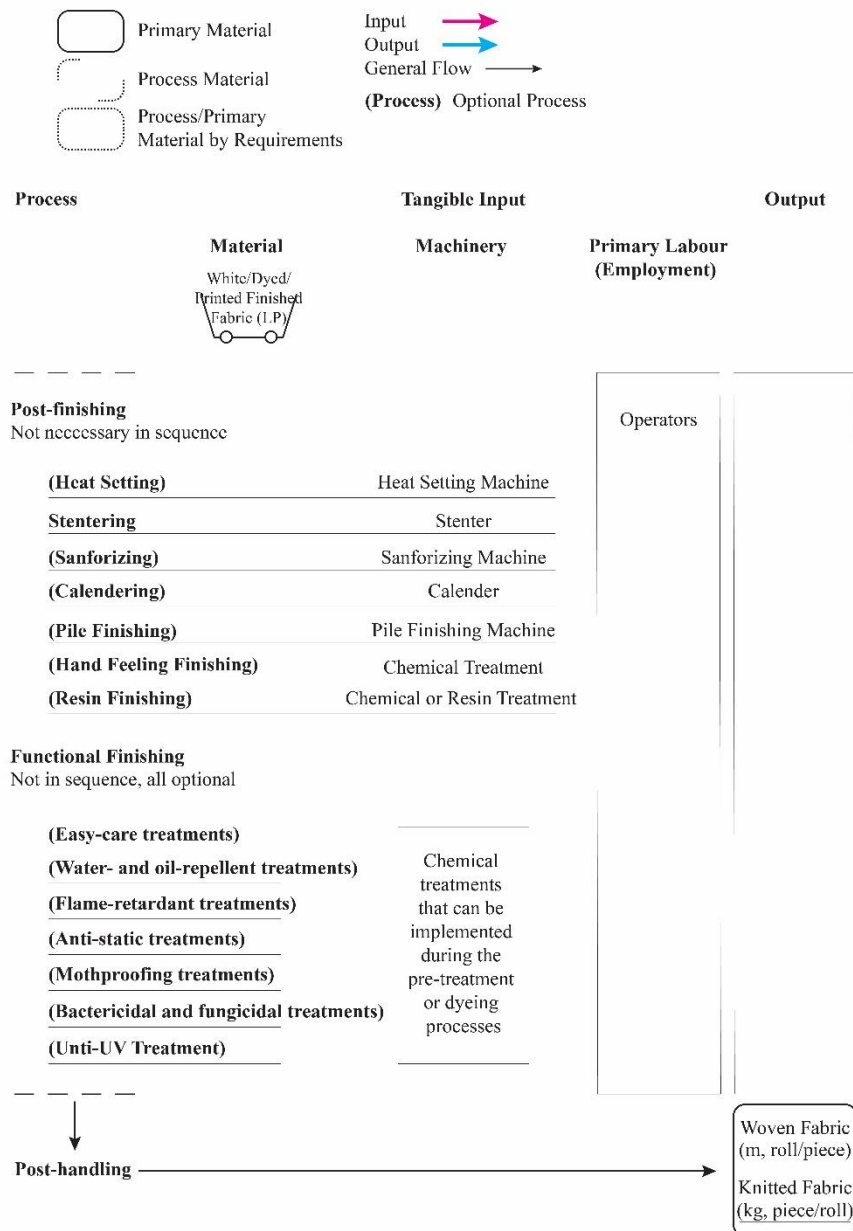 Primary Material
Process Material
Process/Primary
Material by Requirements
Input
Output
General Flow
(Process) Optional Process
Process
Tangible Input
Output
Material
Machinery
Primary Labour
(Employment)
White/Dyed/
Printed Finished
Fabric (LP)
Post-finishing
Not neccessary in sequence
Operators
(Heat Setting)
Heat Setting Machine
Stentering
Stenter
(Sanforizing)
Sanforizing Machine
(Calendering)
Calender
(Pile Finishing)
Pile Finishing Machine
(Hand Feeling Finishing)
Chemical Treatment
(Resin Finishing)
Chemical or Resin Treatment
Functional Finishing
Not in sequence, all optional
(Easy-care treatments)
(Water- and oil-repellent treatments)
(Flame-retardant treatments)
(Anti-static treatments)
(Mothproofing treatments)
(Bactericidal and fungicidal treatments)
(Unti-UV Treatment)
Chemical
treatments
that can be
implemented
during the
pre-treatment
or dyeing
processes
Post-handling
Woven Fabric
(m, roll/piece)
Knitted Fabric
(kg, piece/roll)